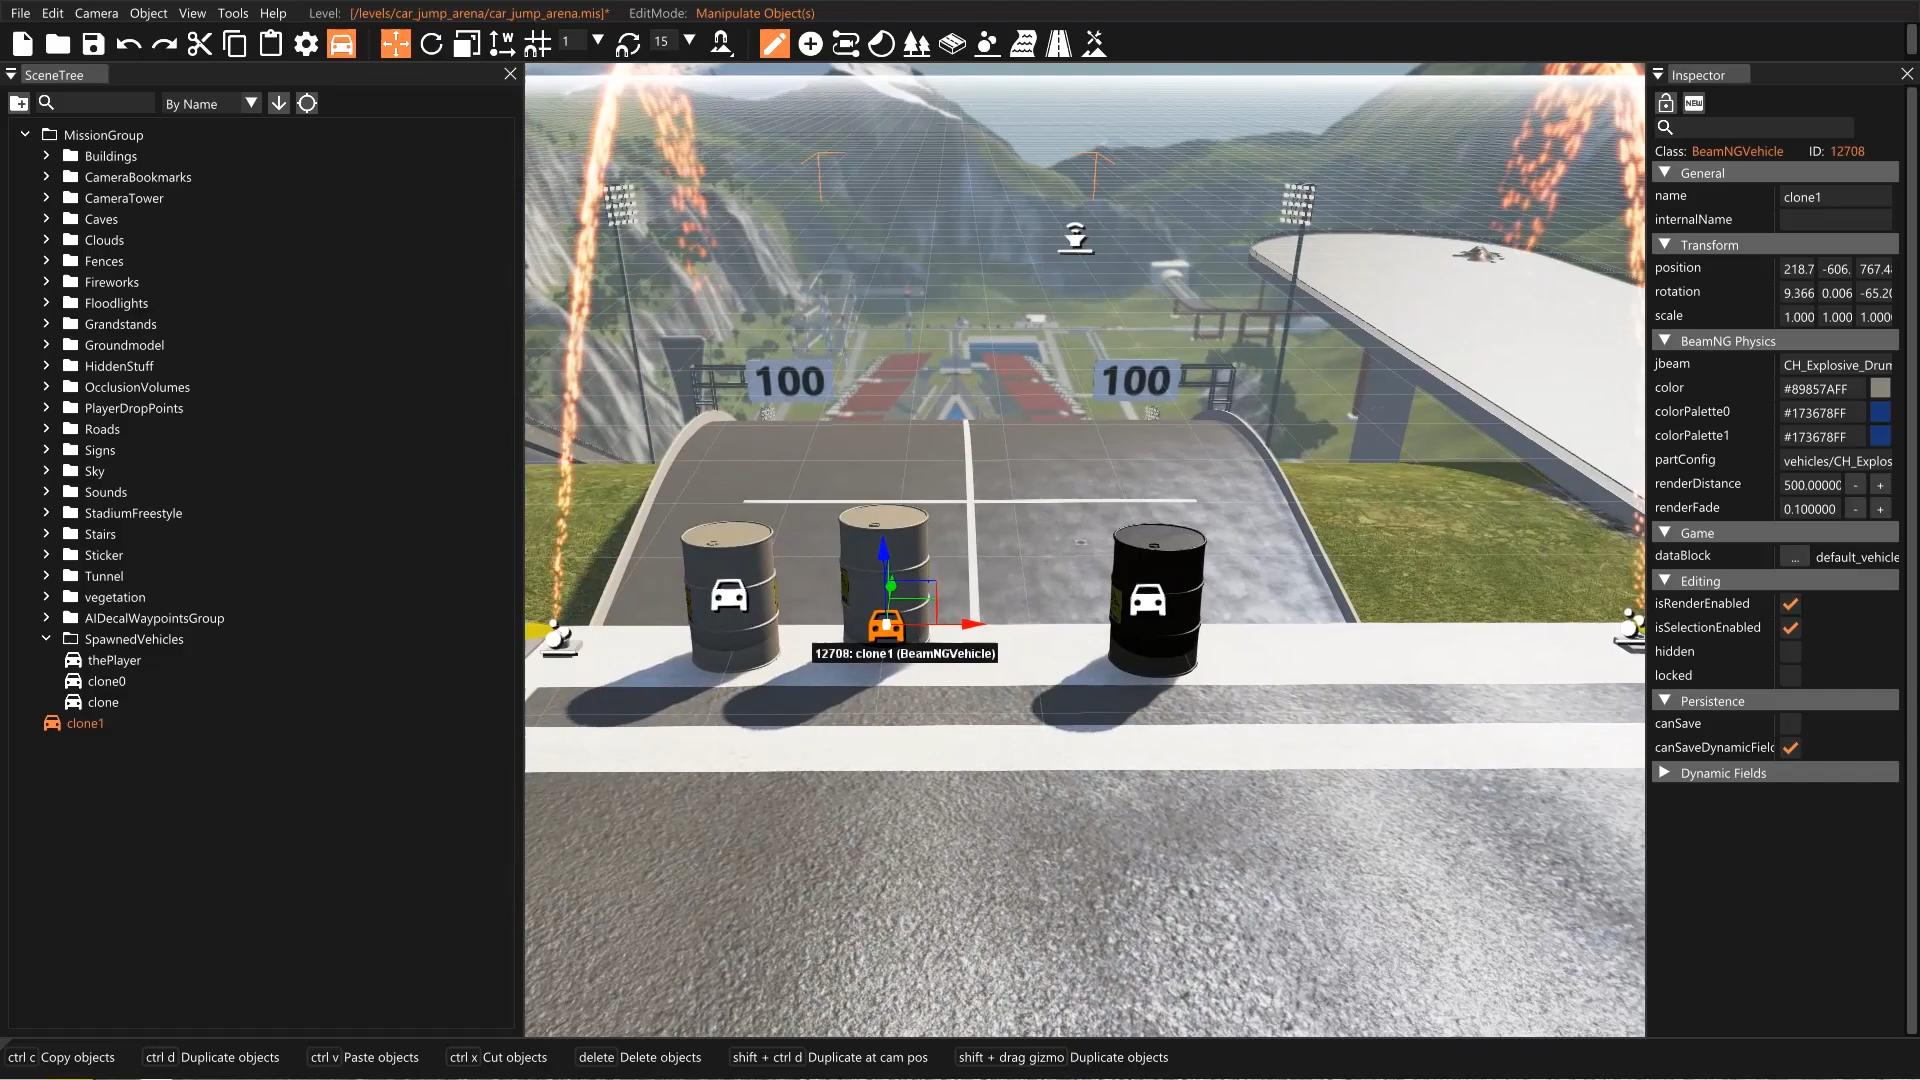 File Edit Camera Object View Tools Help Level: [/levels/car_jump_arena/car_jump_arena.mis]* EditMode: Manipulate Object(s)
1 15
SceneTree
By Name
MissionGroup
Buildings
CameraBookmarks
CameraTower
Caves
Clouds
Fences
Fireworks
Floodlights
Grandstands
Groundmodel
HiddenStuff
OcclusionVolumes
PlayerDropPoints
Roads
Signs
Sky
Sounds
StadiumFreestyle
Stairs
Sticker
Tunnel
vegetation
AIDecalWaypointsGroup
SpawnedVehicles
thePlayer
clone0
clone
clone1
100 100
12708: clone1 (BeamNGVehicle)
Inspector
NEW
Class: BeamNGVehicle ID: 12708
General
name clone1
internalName
Transform
position 218.7 -606. 767.4
rotation 9.366 0.006 -65.20
scale 1.000 1.000 1.000
BeamNG Physics
jbeam CH_Explosive_Drum
color #89857AFF
colorPalette0 #173678FF
colorPalette1 #173678FF
partConfig vehicles/CH_Explos
renderDistance 500.0000 - +
renderFade 0.100000 - +
Game
dataBlock ... default_vehicle
Editing
isRenderEnabled
isSelectionEnabled
hidden
locked
Persistence
canSave
canSaveDynamicFiel
Dynamic Fields
ctrl c Copy objects ctrl d Duplicate objects ctrl v Paste objects ctrl x Cut objects delete Delete objects shift + ctrl d Duplicate at cam pos shift + drag gizmo Duplicate objects